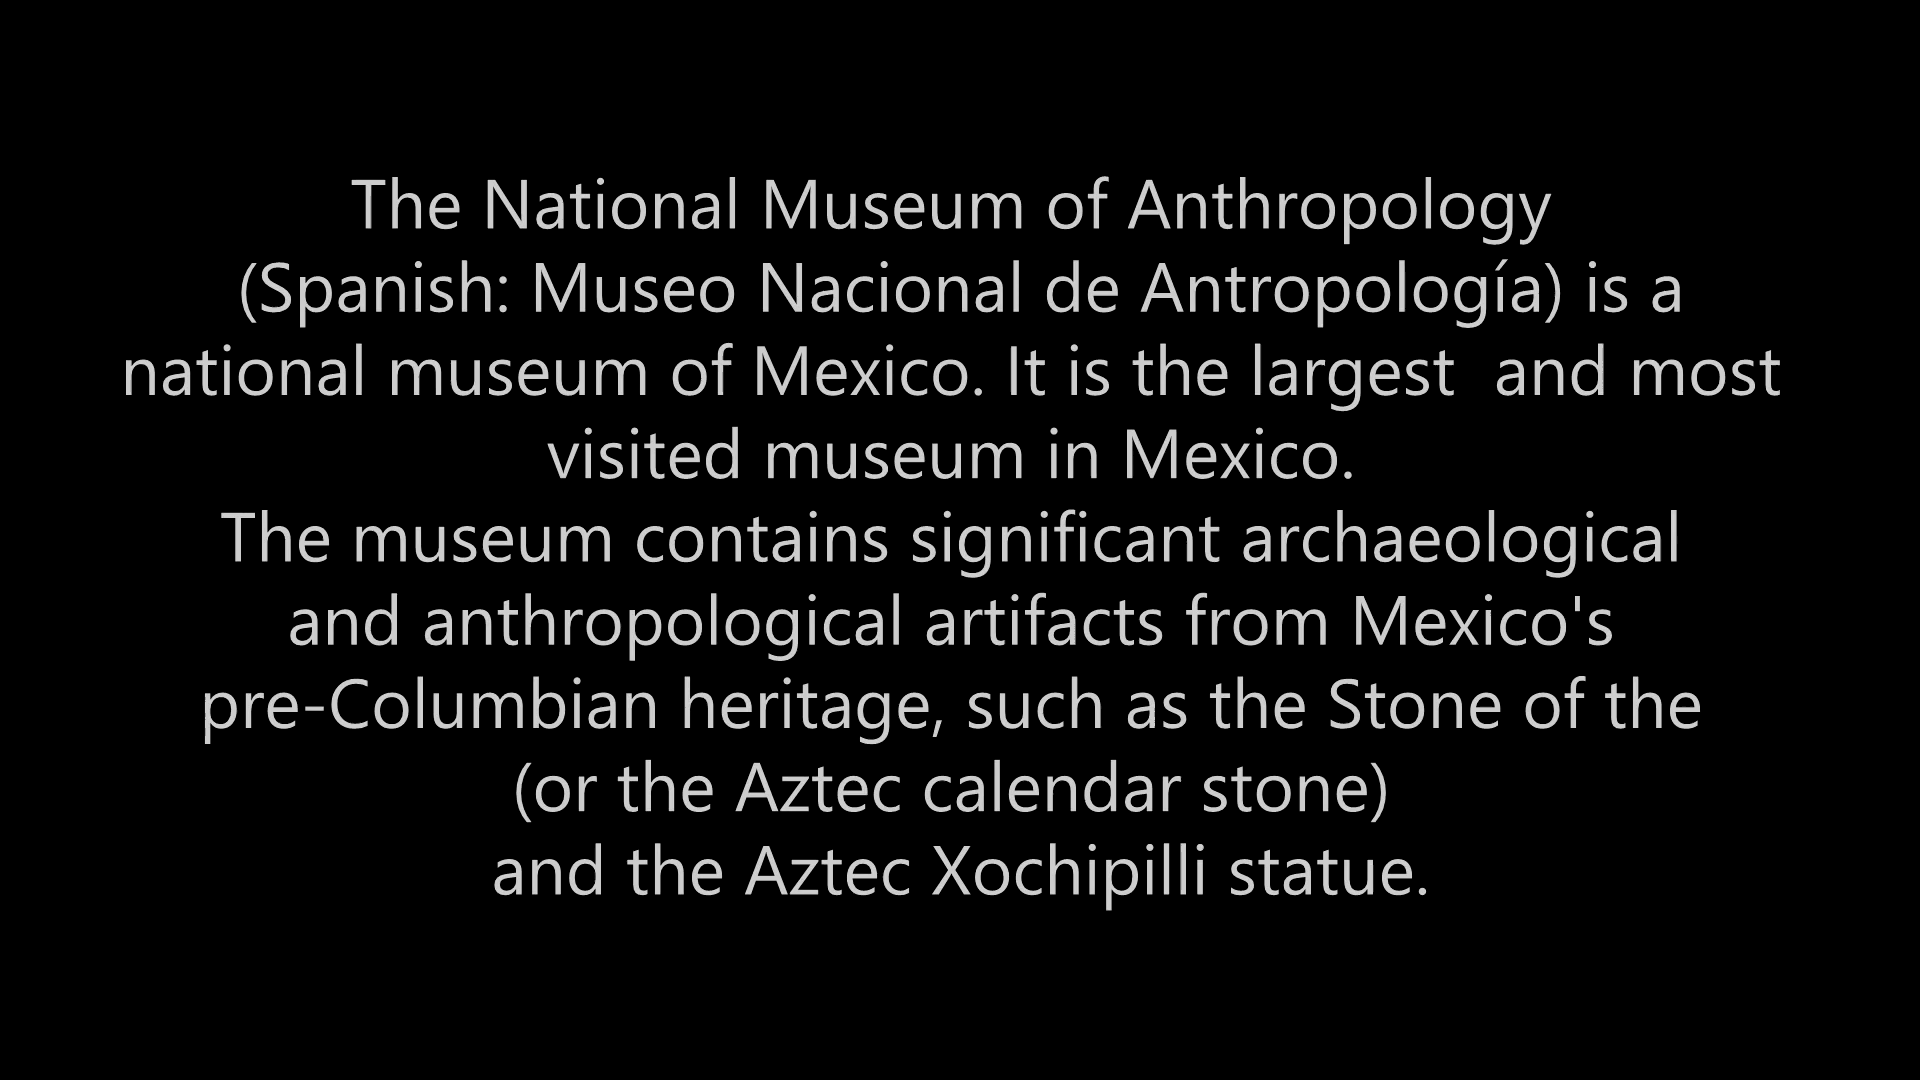 The National Museum of Anthropology
(Spanish: Museo Nacional de Antropología) is a
national museum of Mexico. It is the largest  and most
visited museum in Mexico.
The museum contains significant archaeological
and anthropological artifacts from Mexico's
pre-Columbian heritage, such as the Stone of the
(or the Aztec calendar stone)
and the Aztec Xochipilli statue.